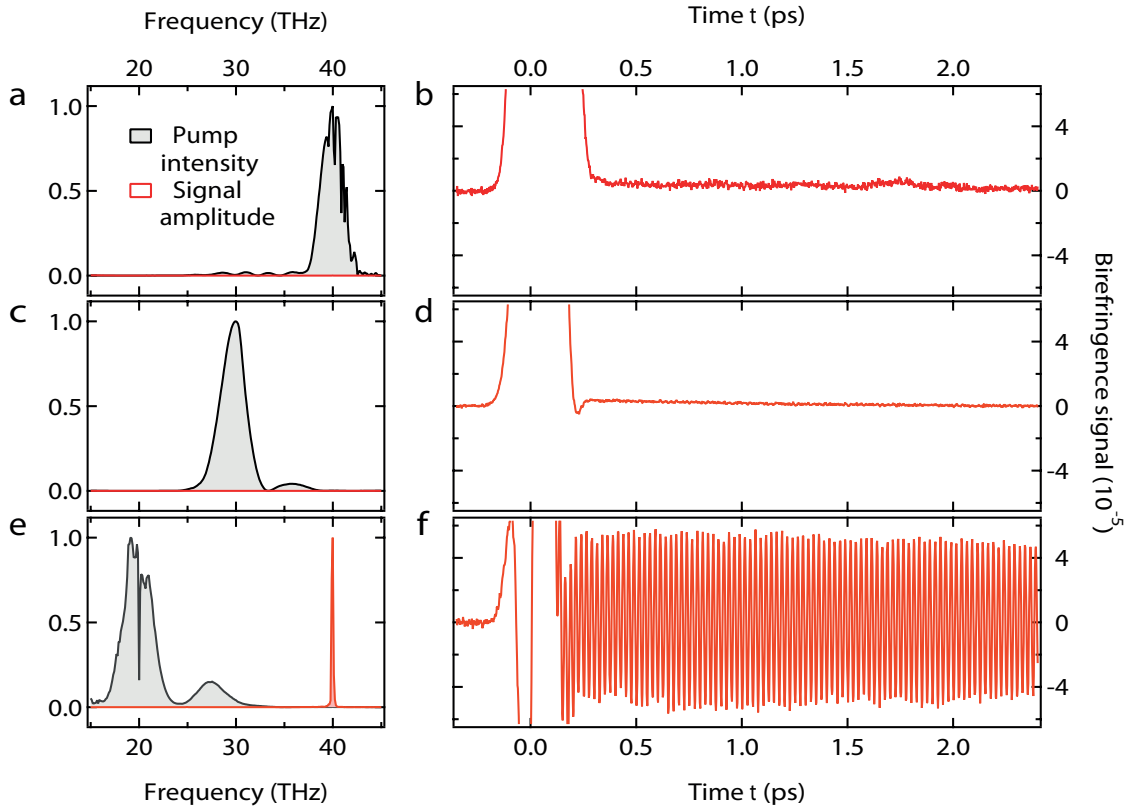 Frequency (THz)
Time t (ps)
20 30 40
0.0 0.5 1.0 1.5 2.0
a
1.0
0.5
0.0
Pump
intensity
Signal
amplitude
b
4
0
-4
c
1.0
0.5
0.0
d
4
0
-4
e
1.0
0.5
0.0
f
4
0
-4
Birefringence signal (10⁻⁵)
20 30 40
0.0 0.5 1.0 1.5 2.0
Frequency (THz)
Time t (ps)